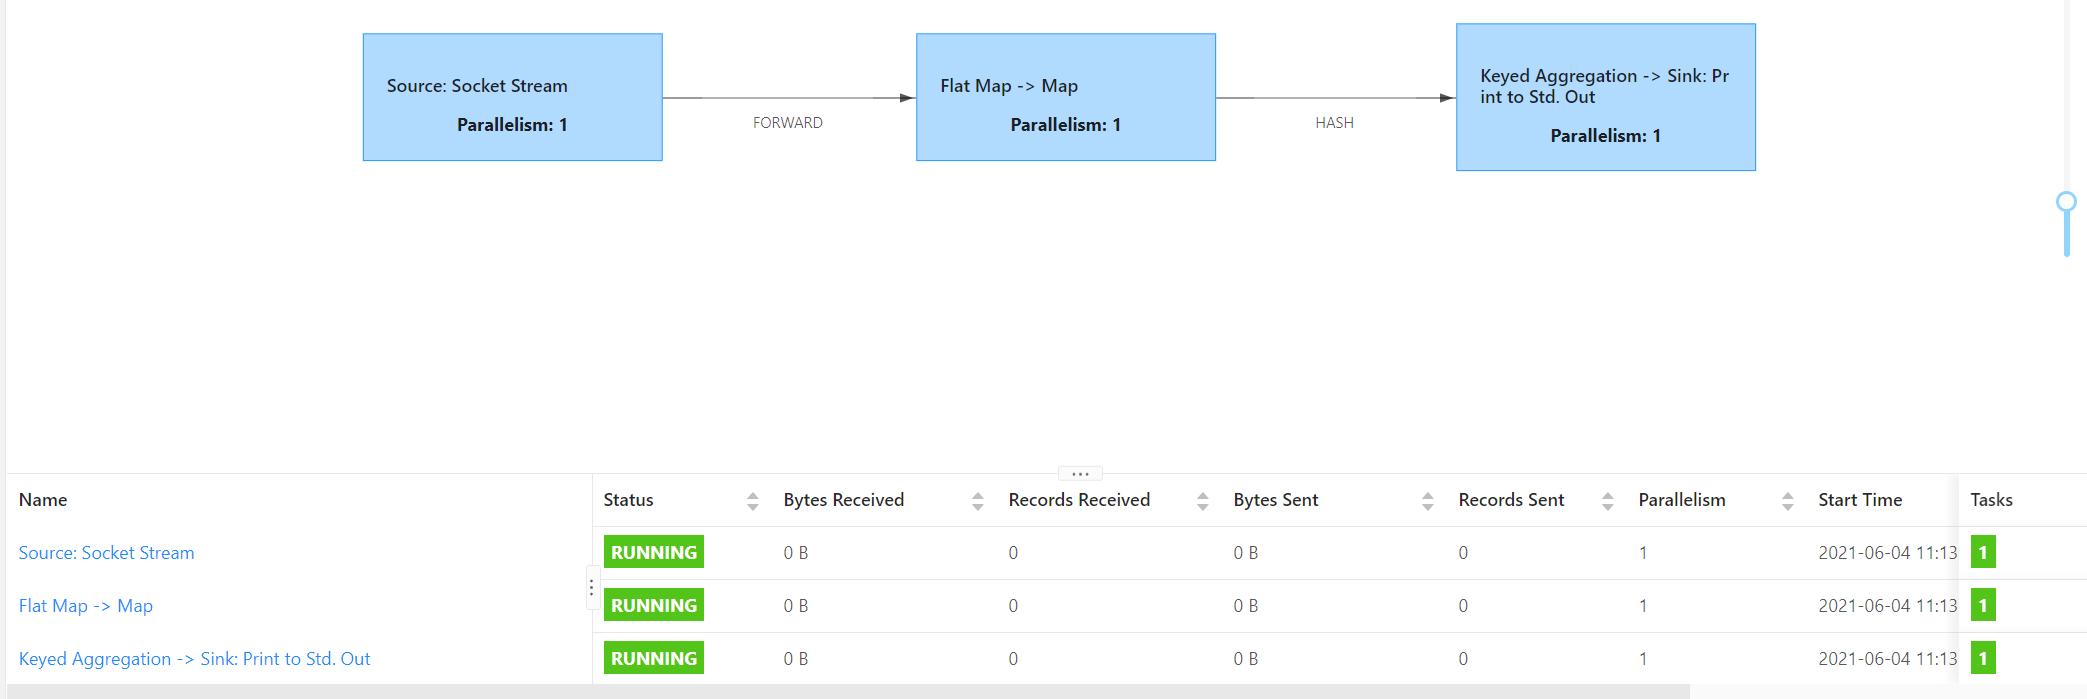 Source: Socket Stream
Parallelism: 1
FORWARD
Flat Map -> Map
Parallelism: 1
HASH
Keyed Aggregation -> Sink: Pr
int to Std. Out
Parallelism: 1
Name Status Bytes Received Records Received Bytes Sent Records Sent Parallelism Start Time Tasks
Source: Socket Stream RUNNING 0 B 0 0 B 0 1 2021-06-04 11:13 1
Flat Map -> Map RUNNING 0 B 0 0 B 0 1 2021-06-04 11:13 1
Keyed Aggregation -> Sink: Print to Std. Out RUNNING 0 B 0 0 B 0 1 2021-06-04 11:13 1